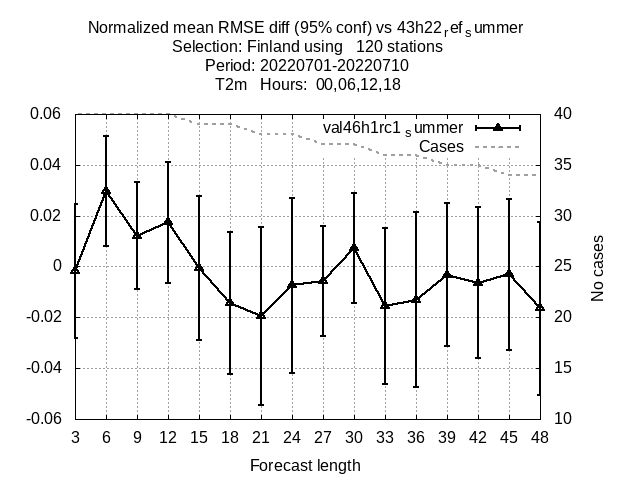 Normalized mean RMSE diff (95% conf) vs 43h22refsummer
Selection: Finland using   120 stations
Period: 20220701-20220710
T2m   Hours:  00,06,12,18
0.06
0.04
0.02
0
-0.02
-0.04
-0.06
val46h1rc1summer
Cases
40
35
30
25
20
15
10
No cases
3 6 9 12 15 18 21 24 27 30 33 36 39 42 45 48
Forecast length